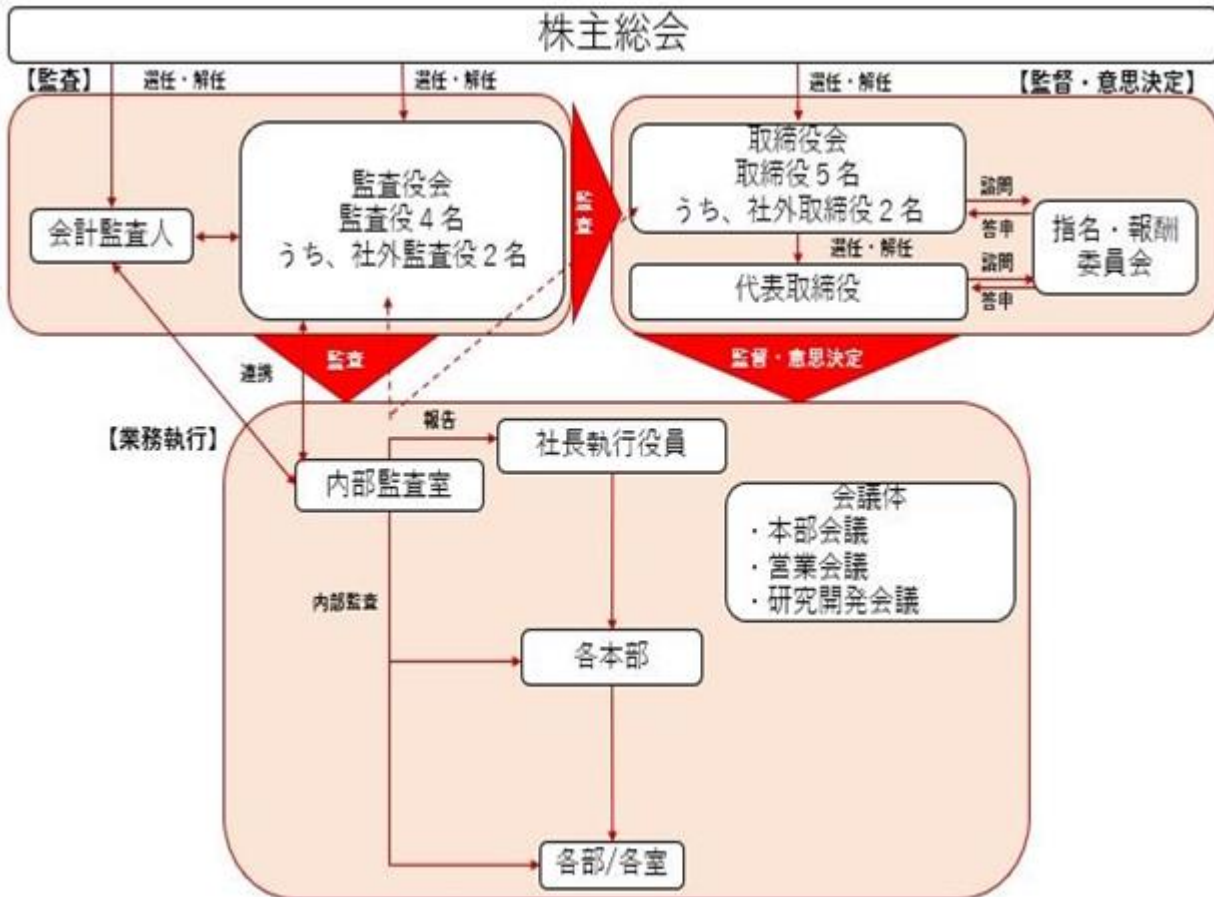 株主総会
【監査】
選任・解任
選任・解任
選任・解任
【監督・意思決定】
会計監査人
監査役会
監査役4名
うち、社外監査役2名
監査
取締役会
取締役5名
うち、社外取締役2名
選任・解任
代表取締役
諮問
答申
諮問
答申
指名・報酬
委員会
監査
監督・意思決定
連携
【業務執行】
報告
内部監査室
社長執行役員
会議体
・本部会議
・営業会議
・研究開発会議
内部監査
各本部
各部/各室